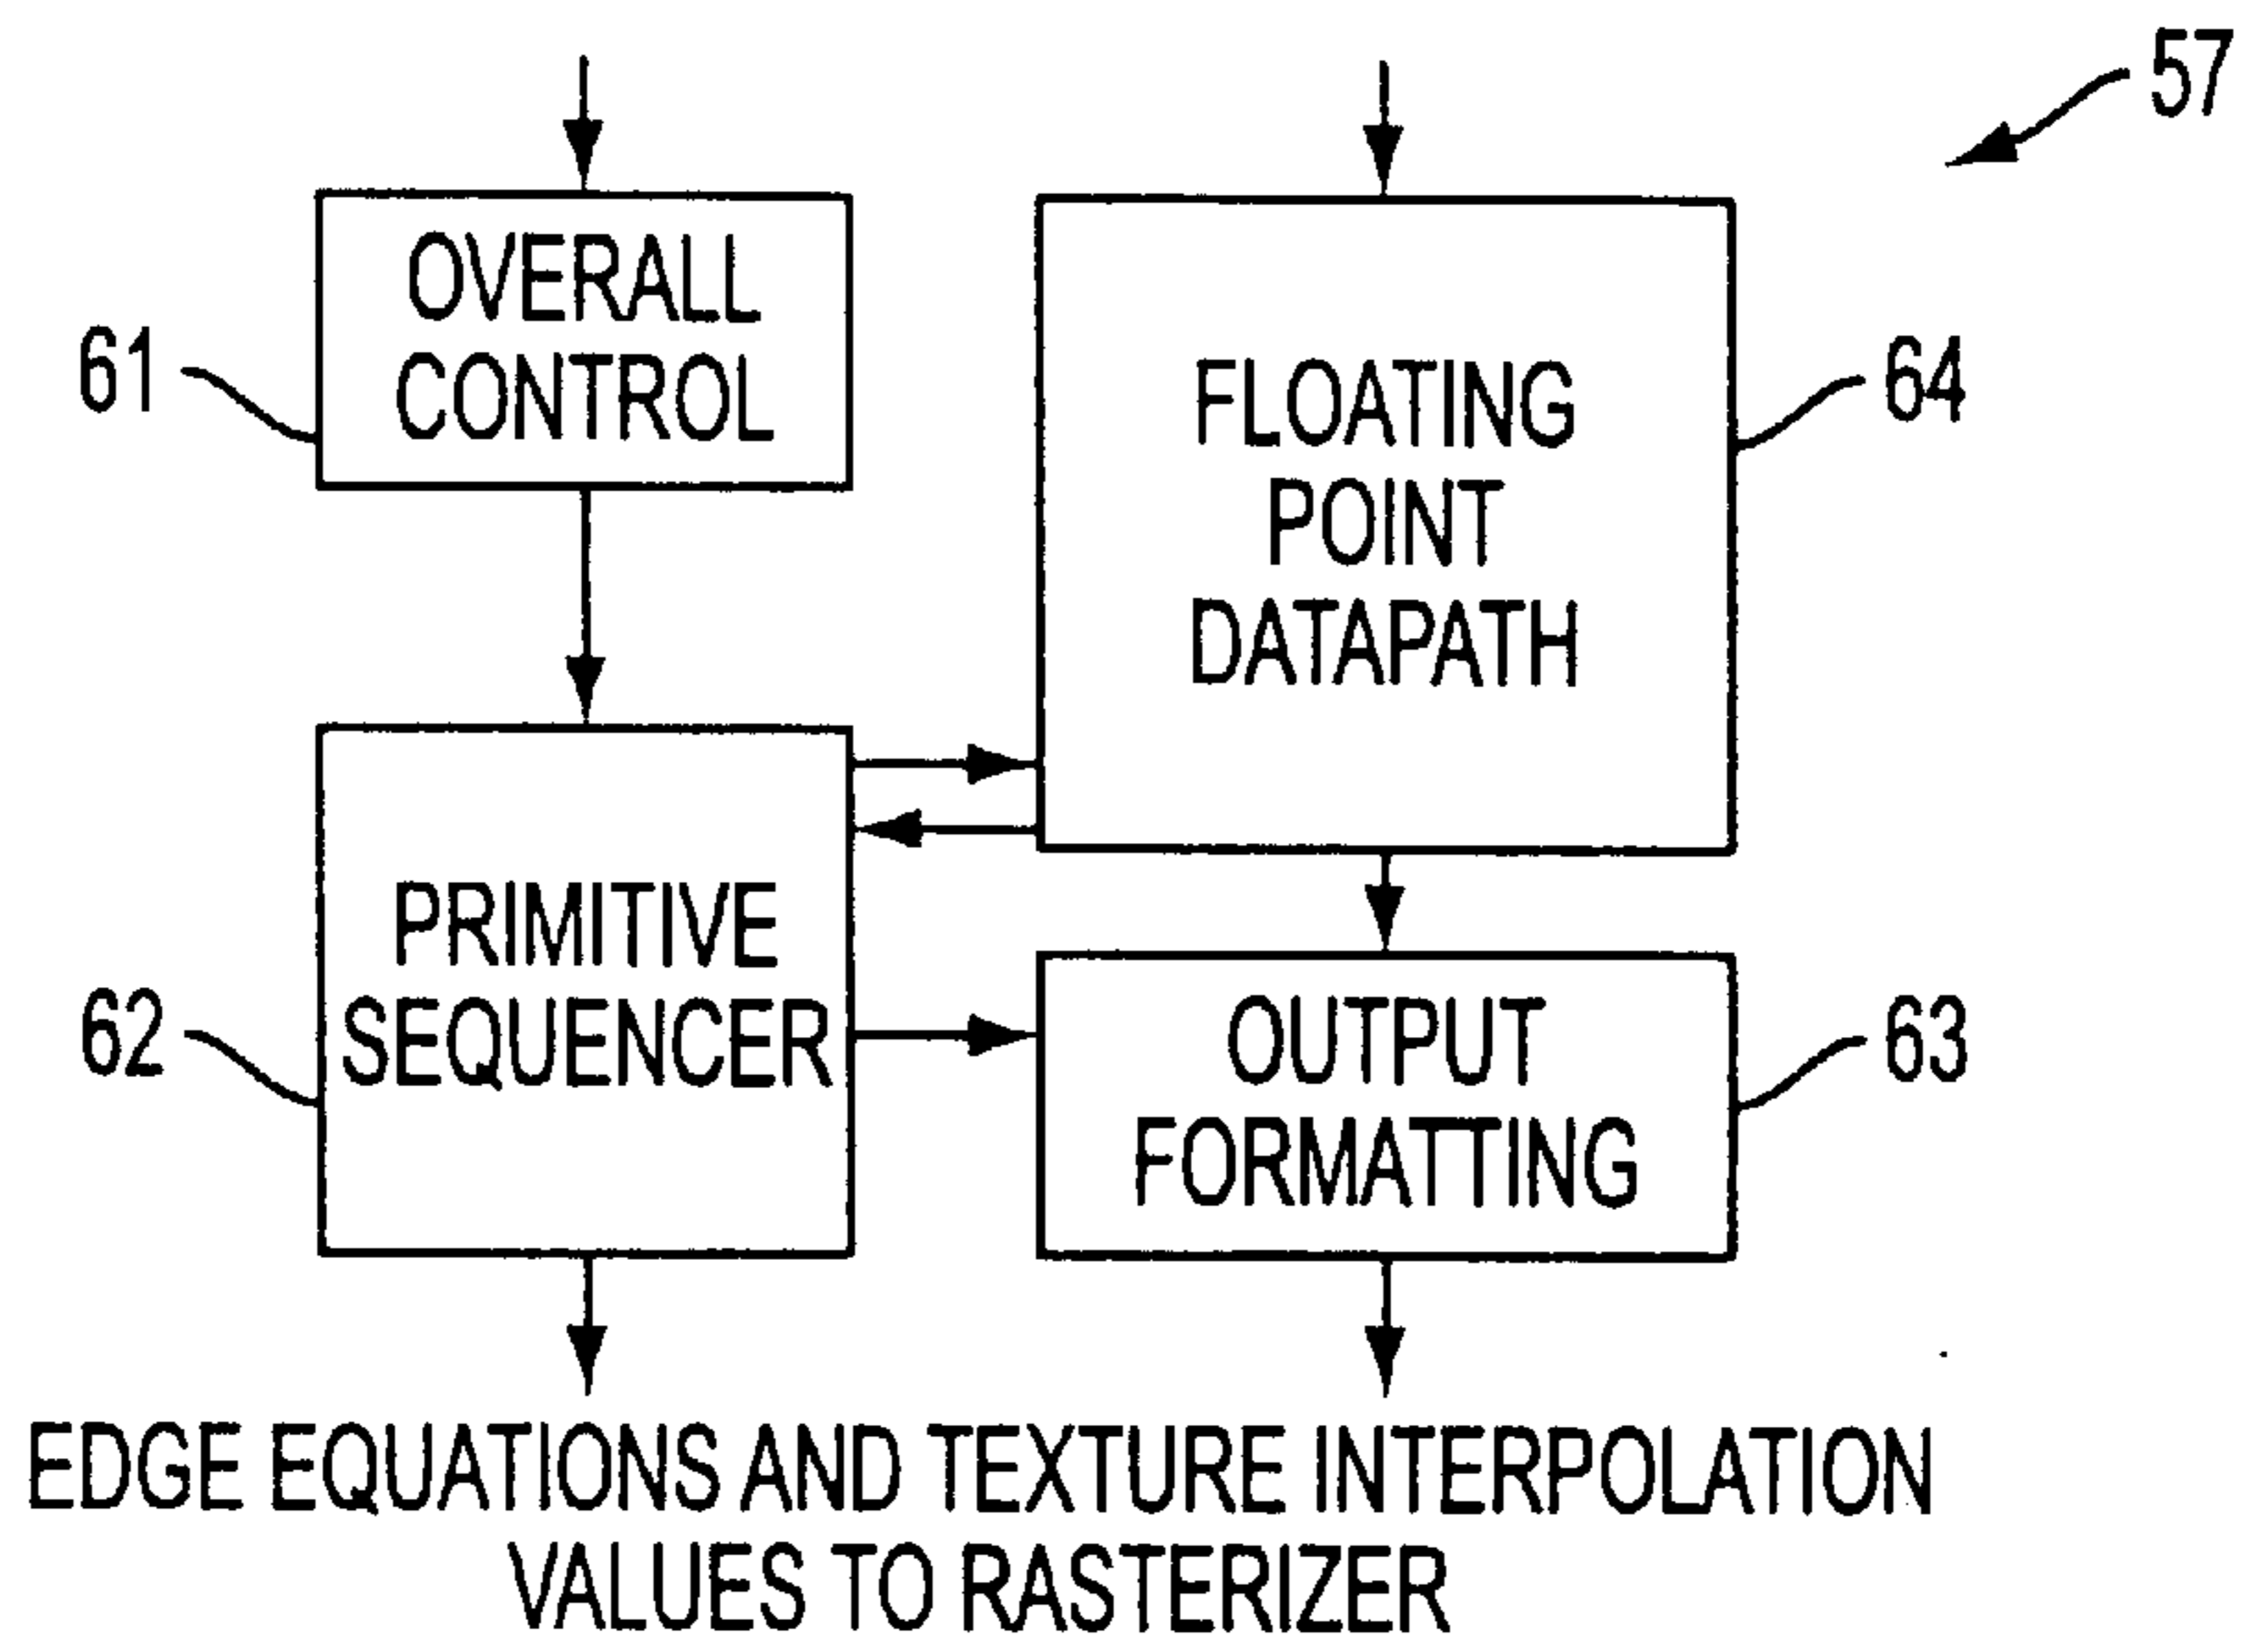 57
OVERALL
CONTROL
61
FLOATING
POINT
DATAPATH
64
PRIMITIVE
SEQUENCER
62
OUTPUT
FORMATTING
63
EDGE EQUATIONS AND TEXTURE INTERPOLATION
VALUES TO RASTERIZER